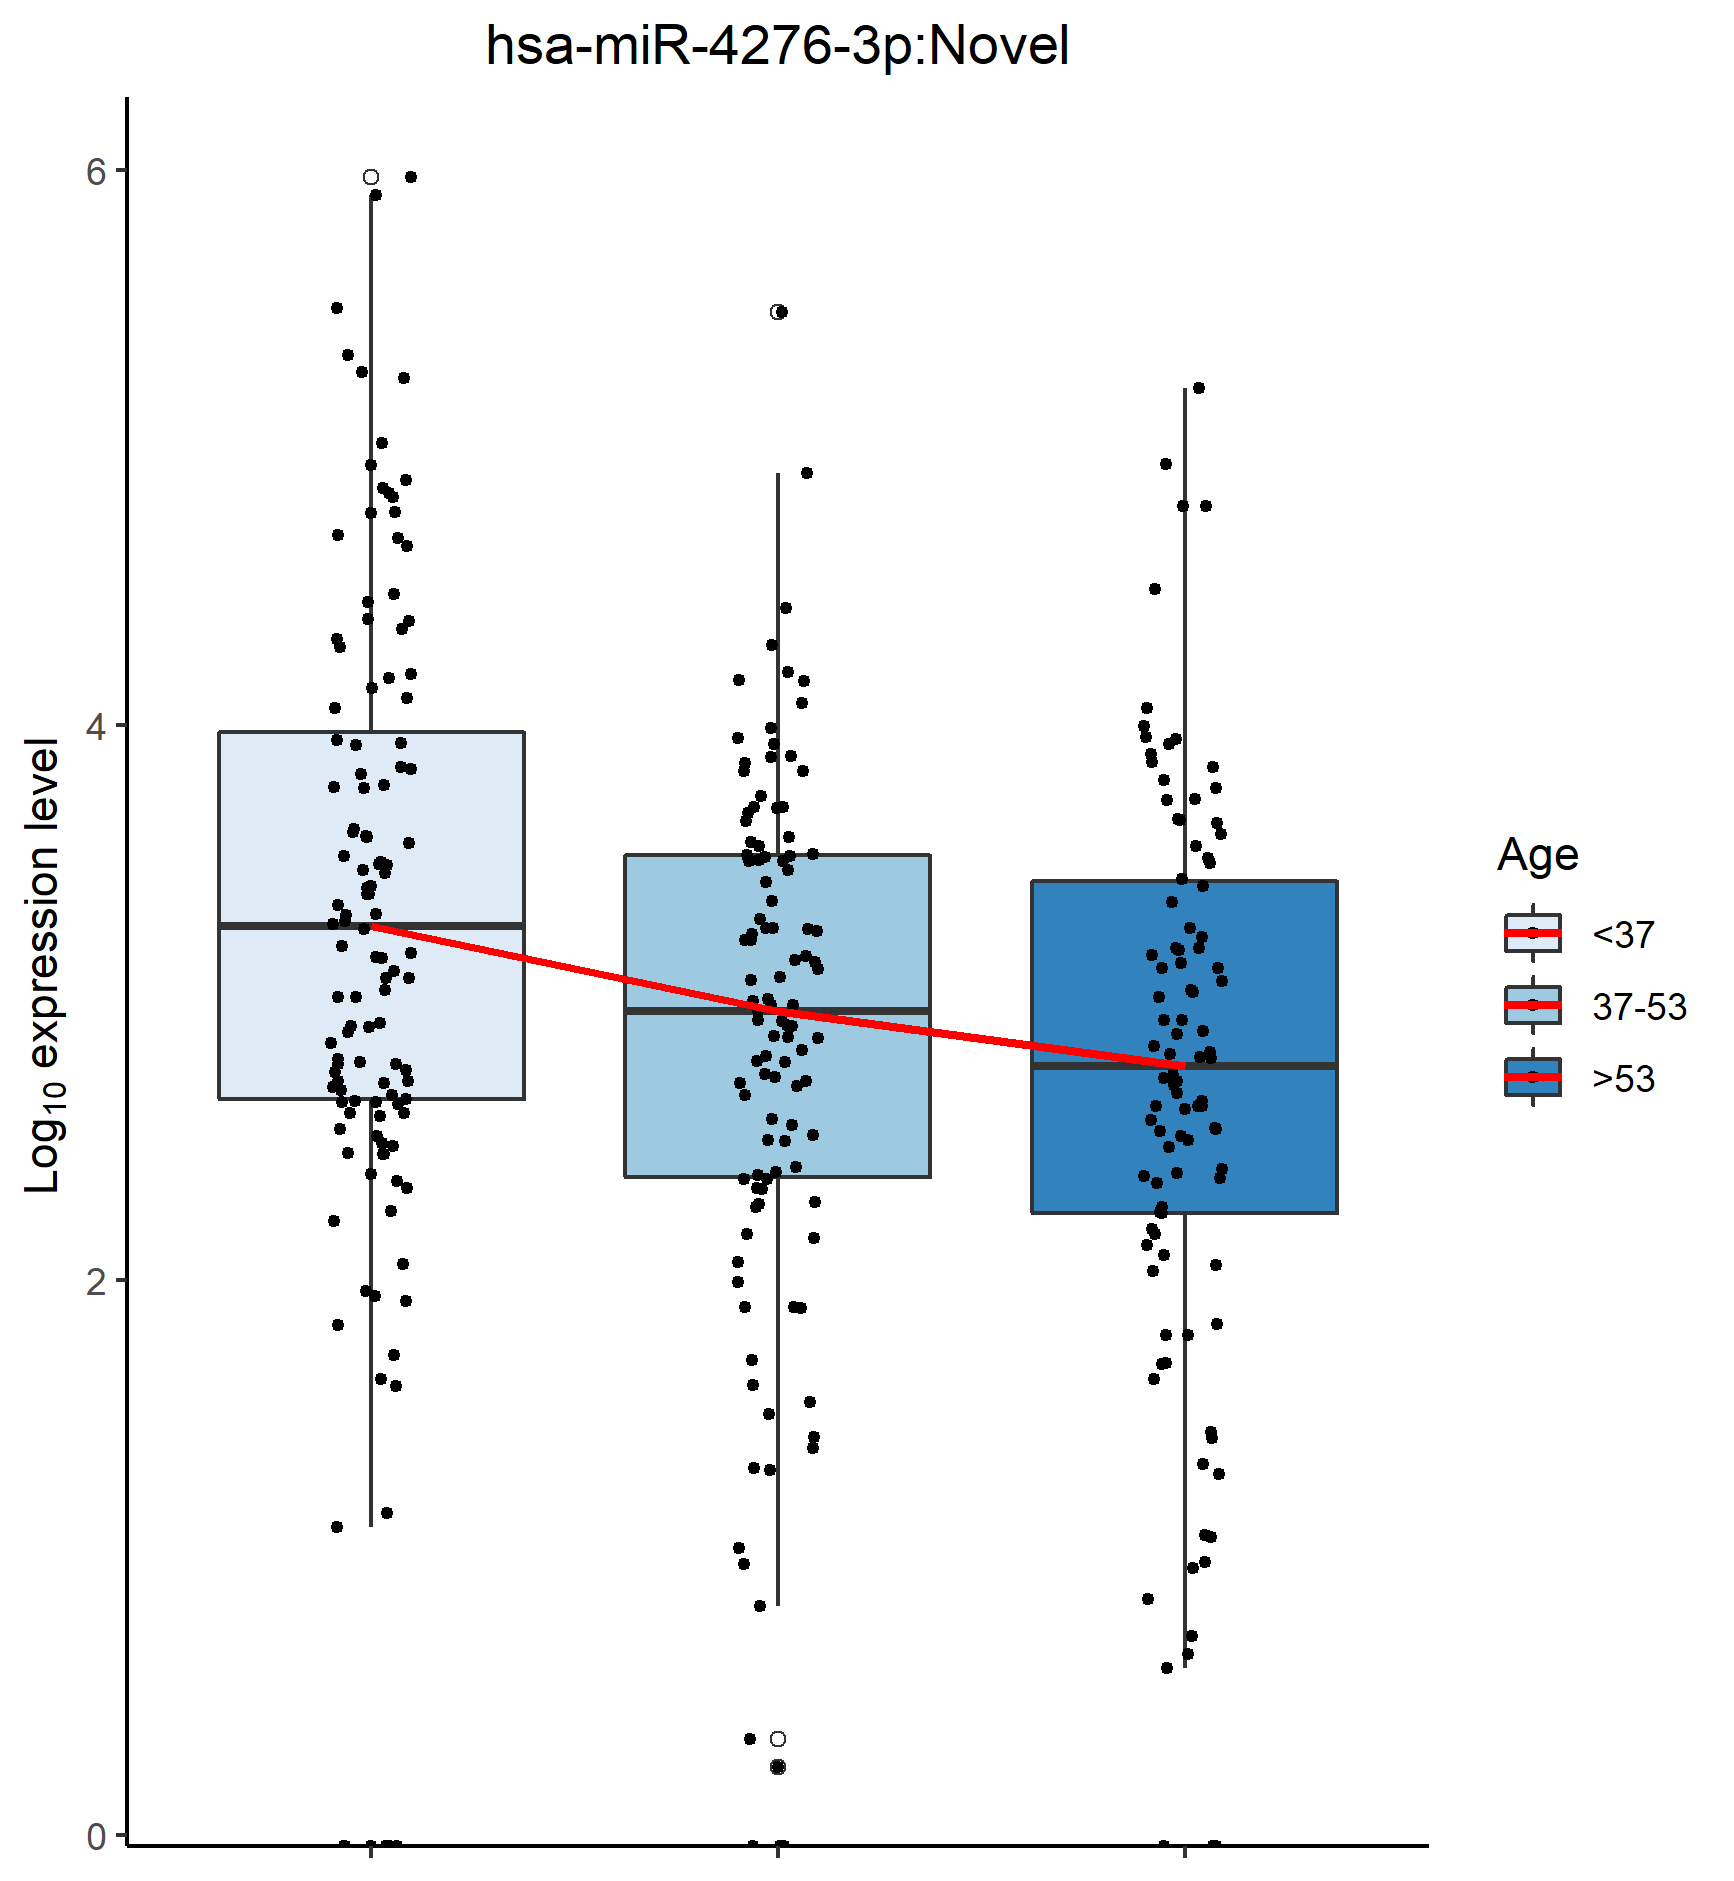 hsa-miR-4276-3p:Novel
6
4
2
0
Log₁₀ expression level
Age
<37
37-53
>53